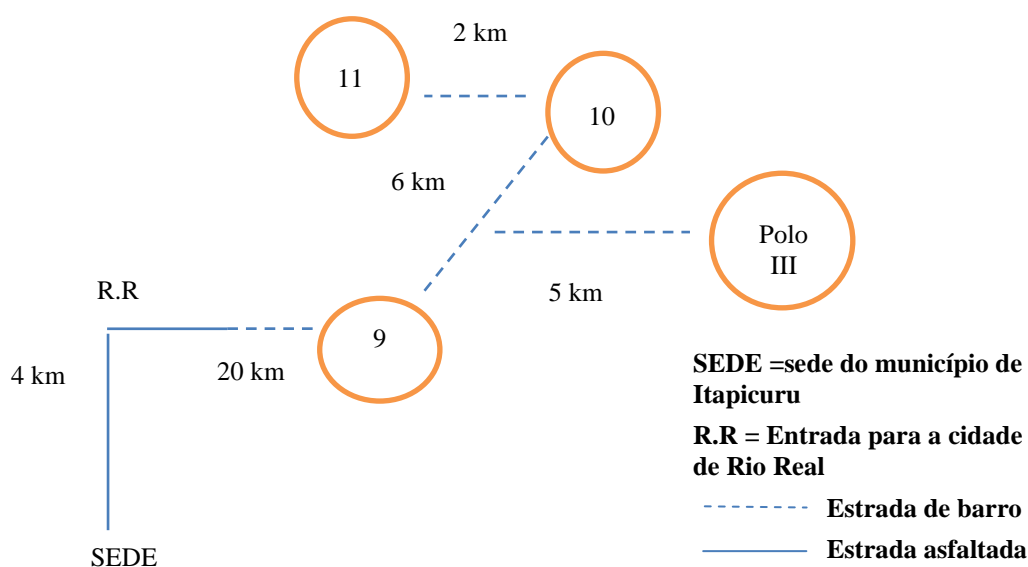 2 km
11
10
6 km
Polo
III
5 km
R.R
9
4 km
20 km
SEDE =sede do município de
Itapicuru
R.R = Entrada para a cidade
de Rio Real
Estrada de barro
Estrada asfaltada
SEDE